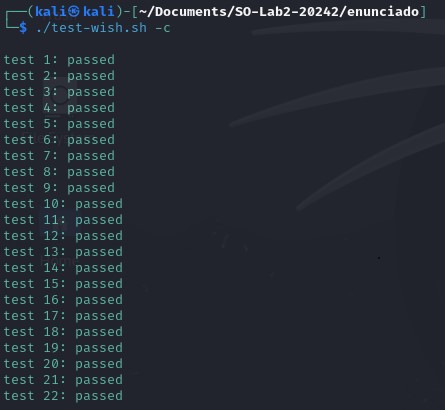 ┌──(kali㉿kali)-[~/Documents/SO-Lab2-20242/enunciado]
└─$ ./test-wish.sh -c
test 1: passed
test 2: passed
test 3: passed
test 4: passed
test 5: passed
test 6: passed
test 7: passed
test 8: passed
test 9: passed
test 10: passed
test 11: passed
test 12: passed
test 13: passed
test 14: passed
test 15: passed
test 16: passed
test 17: passed
test 18: passed
test 19: passed
test 20: passed
test 21: passed
test 22: passed